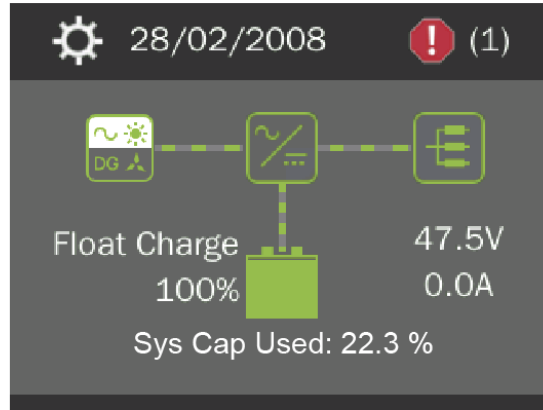 28/02/2008 (1)
DG
Float Charge 47.5V
100% 0.0A
Sys Cap Used: 22.3 %